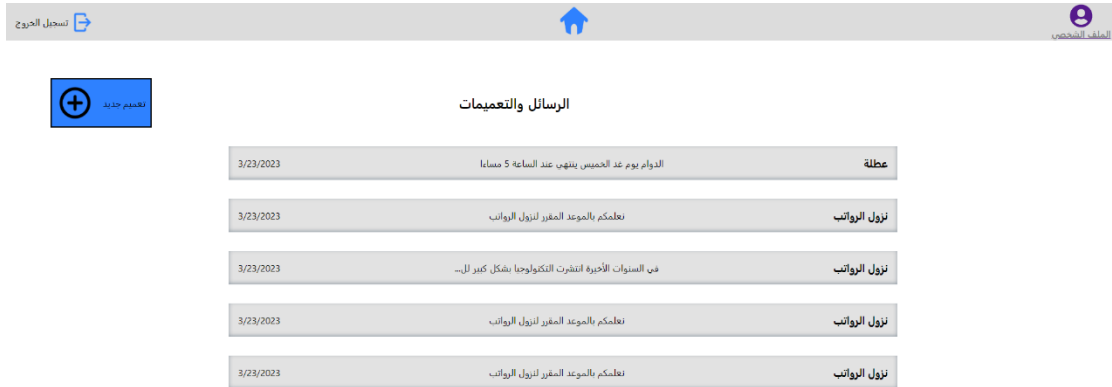 الملف الشخصي
تسجيل الخروج
الرسائل والتعميمات
تعميم جديد
عطلة الدوام يوم غد الخميس ينتهي عند الساعة 5 مساءا 3/23/2023
نزول الرواتب نعلمكم بالموعد المقرر لنزول الرواتب 3/23/2023
نزول الرواتب في السنوات الأخيرة انتشرت التكنولوجيا بشكل كبير لل... 3/23/2023
نزول الرواتب نعلمكم بالموعد المقرر لنزول الرواتب 3/23/2023
نزول الرواتب نعلمكم بالموعد المقرر لنزول الرواتب 3/23/2023